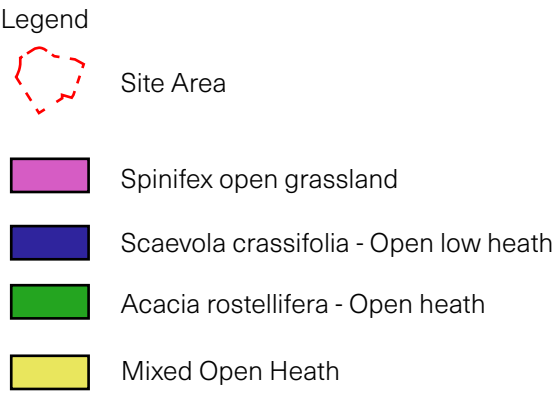 Legend
Site Area
Spinifex open grassland
Scaevola crassifolia - Open low heath
Acacia rostellifera - Open heath
Mixed Open Heath